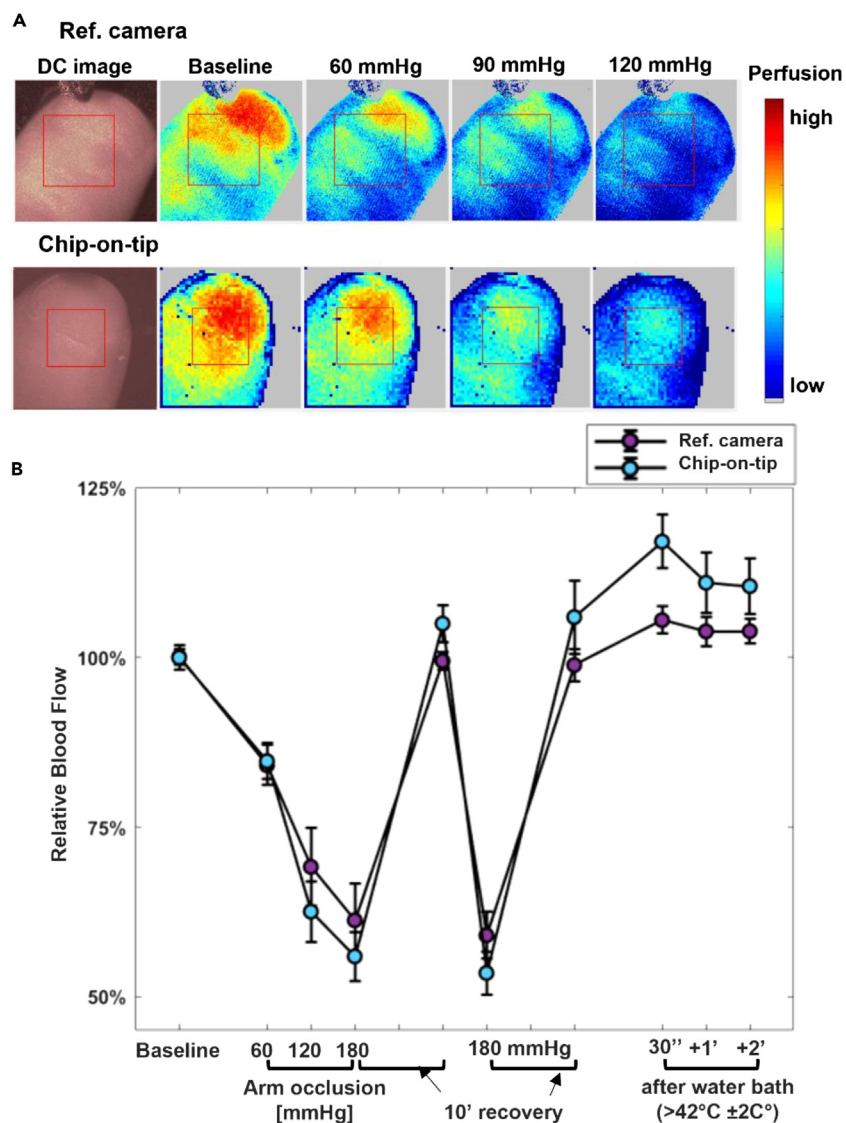 A
Ref. camera
DC image Baseline 60 mmHg 90 mmHg 120 mmHg Perfusion
high
Chip-on-tip
low
B
Ref. camera
Chip-on-tip
125%
100%
75%
50%
Relative Blood Flow
Baseline 60 120 180 180 mmHg 30’’ +1’ +2’
Arm occlusion
[mmHg]
10’ recovery
after water bath
(>42°C ±2C°)